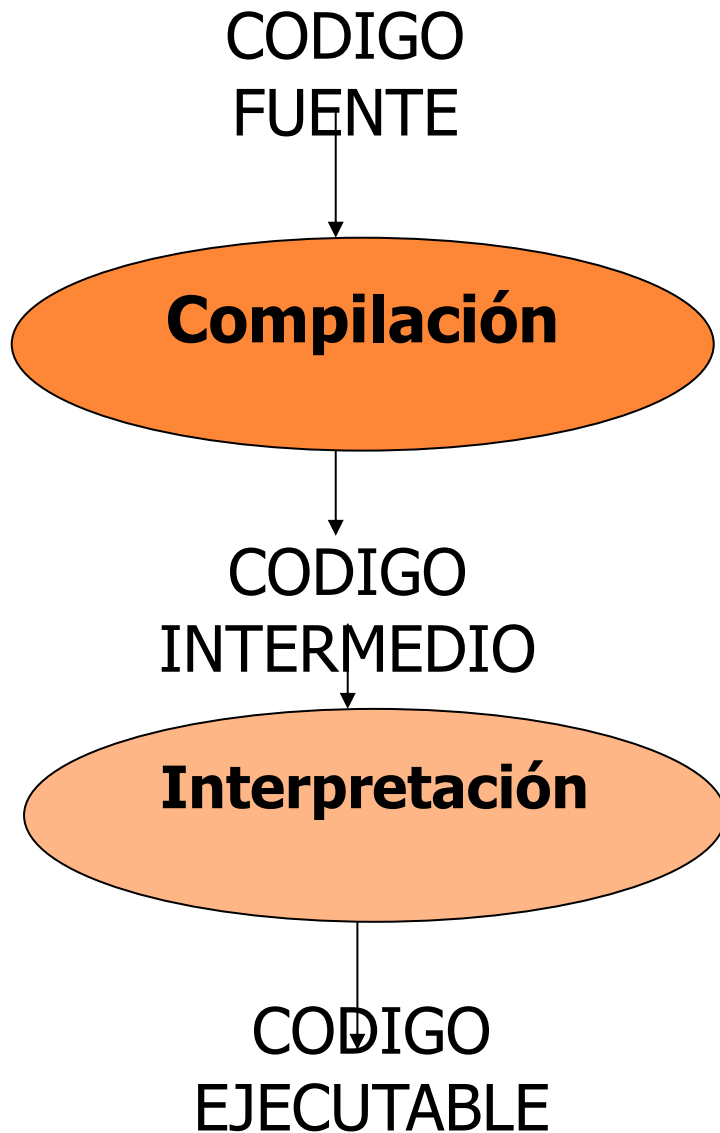 CODIGO
FUENTE
Compilación
CODIGO
INTERMEDIO
Interpretación
CODIGO
EJECUTABLE